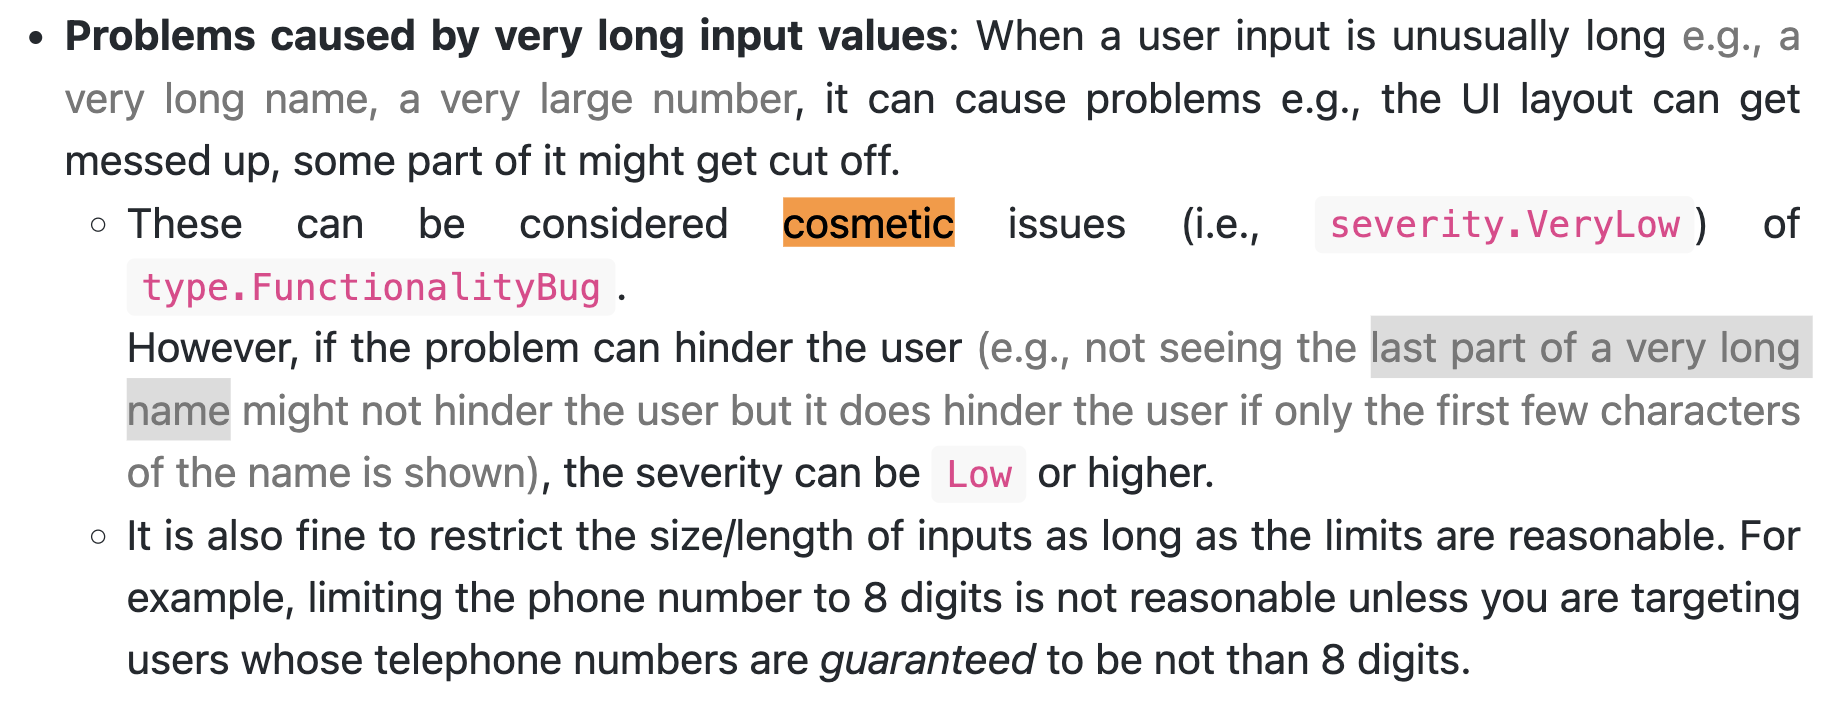 • Problems caused by very long input values: When a user input is unusually long e.g., a
very long name, a very large number, it can cause problems e.g., the UI layout can get
messed up, some part of it might get cut off.
◦ These can be considered cosmetic issues (i.e., severity.VeryLow) of
type.FunctionalityBug.
However, if the problem can hinder the user (e.g., not seeing the last part of a very long
name might not hinder the user but it does hinder the user if only the first few characters
of the name is shown), the severity can be Low or higher.
◦ It is also fine to restrict the size/length of inputs as long as the limits are reasonable. For
example, limiting the phone number to 8 digits is not reasonable unless you are targeting
users whose telephone numbers are guaranteed to be not than 8 digits.